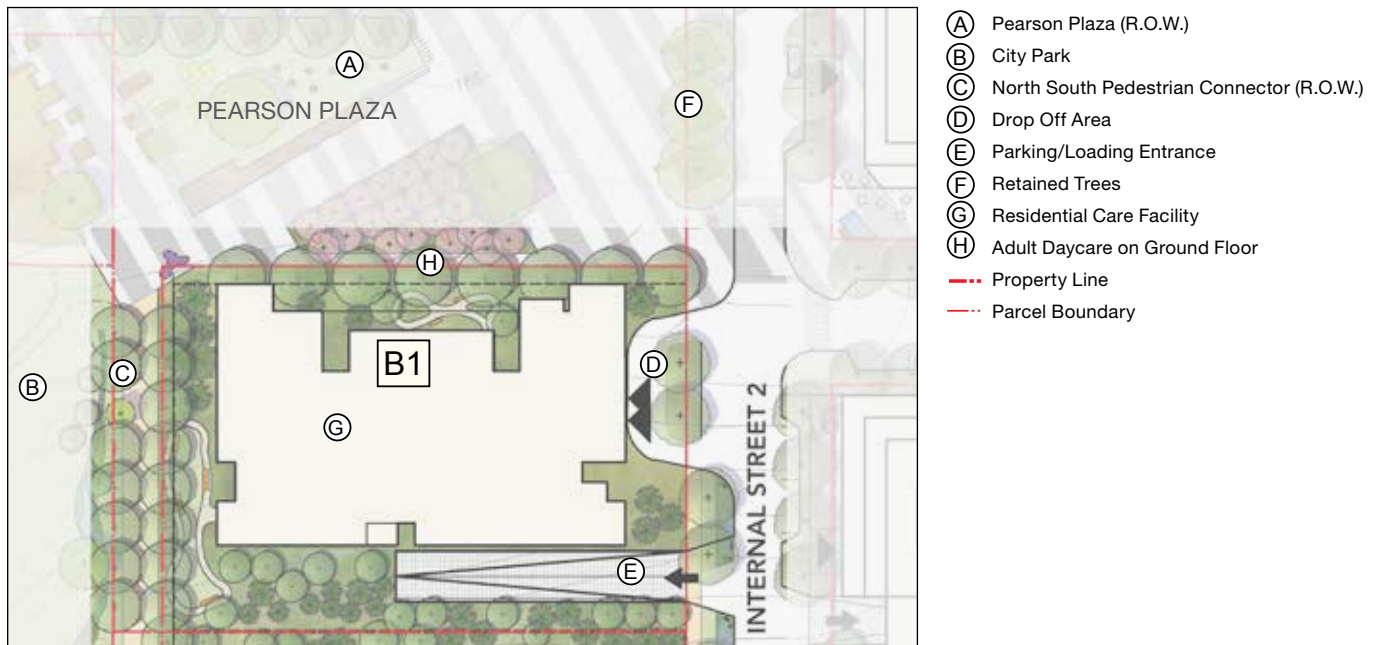 A
PEARSON PLAZA
F
H
B1
D
C
B
G
E
INTERNAL STREET 2
A Pearson Plaza (R.O.W.)
B City Park
C North South Pedestrian Connector (R.O.W.)
D Drop Off Area
E Parking/Loading Entrance
F Retained Trees
G Residential Care Facility
H Adult Daycare on Ground Floor
Property Line
Parcel Boundary